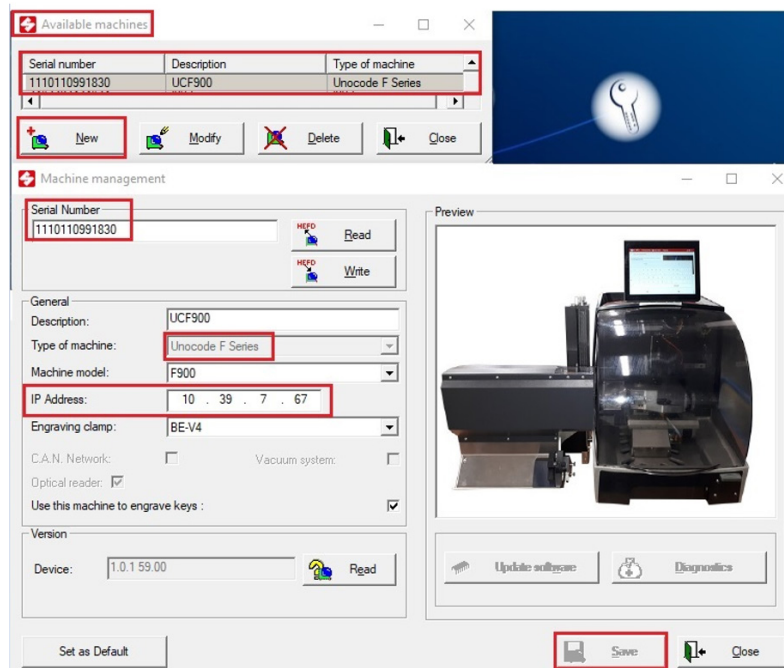 Available machines
Serial number Description Type of machine
1110110991830 UCF900 Unocode F Series
New Modify Delete Close
Machine management
Serial Number
1110110991830
HEFD Read
HEFD Write
General
Description: UCF900
Type of machine: Unocode F Series
Machine model: F900
IP Address: 10 . 39 . 7 . 67
Engraving clamp: BE-V4
C.A.N. Network: Vacuum system:
Optical reader:
Use this machine to engrave keys :
Version
Device: 1.0.1 59.00 Read
Set as Default
Preview
Update software Diagnostics
Save Close